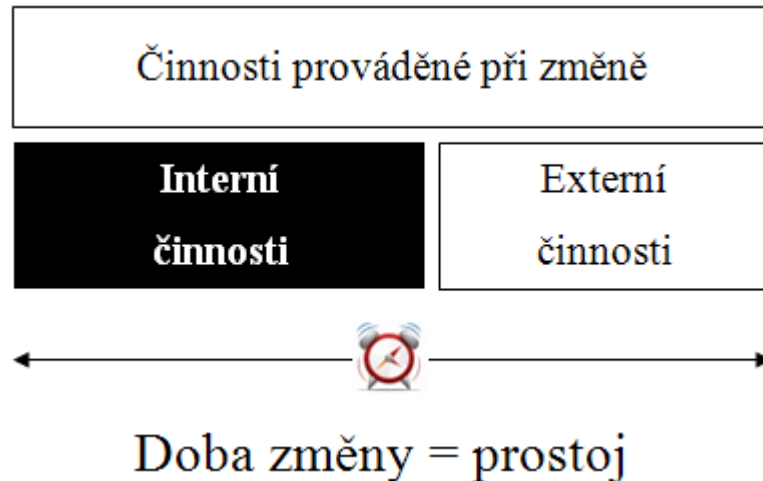 Činnosti prováděné při změně
Interní
činnosti
Externí
činnosti
Doba změny = prostoj